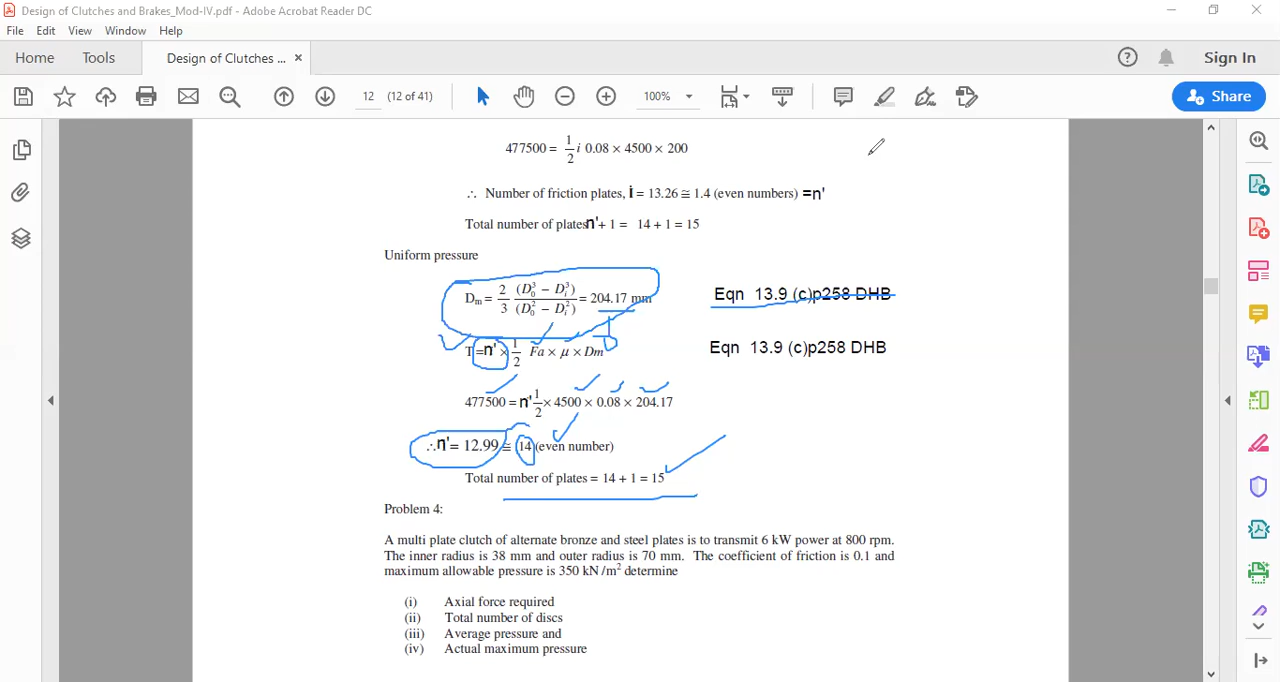 Design of Clutches and Brakes_Mod-IV.pdf - Adobe Acrobat Reader DC
File Edit View Window Help
Home Tools Design of Clutches ... × Sign In
12 (12 of 41) 100% Share
477500 = 1/2 i 0.08 × 4500 × 200
∴ Number of friction plates, i = 13.26 ≅ 1.4 (even numbers) =n'
Total number of plates n' + 1 = 14 + 1 = 15
Uniform pressure
Dm = 2/3 (D0³ − Di³)/(D0² − Di²) = 204.17 mm Eqn 13.9 (c)p258 DHB
T = n' × 1/2 Fa × μ × Dm Eqn 13.9 (c)p258 DHB
477500 = n' 1/2 × 4500 × 0.08 × 204.17
∴ n' = 12.99 ≅ 14 (even number)
Total number of plates = 14 + 1 = 15
Problem 4:
A multi plate clutch of alternate bronze and steel plates is to transmit 6 kW power at 800 rpm.
The inner radius is 38 mm and outer radius is 70 mm. The coefficient of friction is 0.1 and
maximum allowable pressure is 350 kN /m² determine
(i) Axial force required
(ii) Total number of discs
(iii) Average pressure and
(iv) Actual maximum pressure